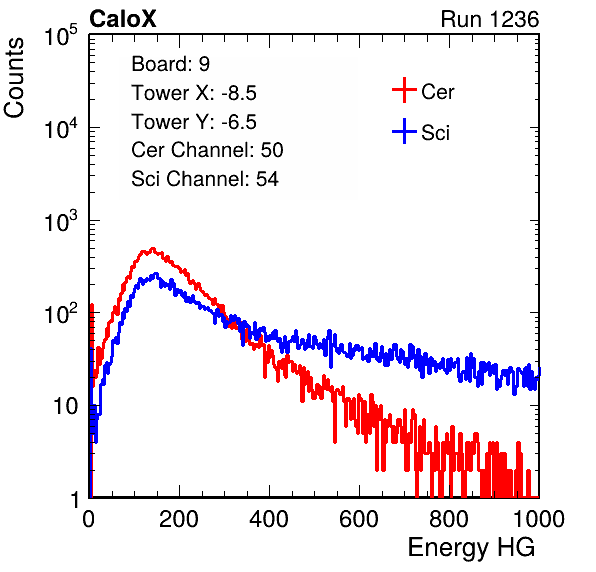 CaloX Run 1236
Counts
Board: 9
Tower X: -8.5
Tower Y: -6.5
Cer Channel: 50
Sci Channel: 54
Cer
Sci
10^5
10^4
10^3
10^2
10
1
0 200 400 600 800 1000
Energy HG